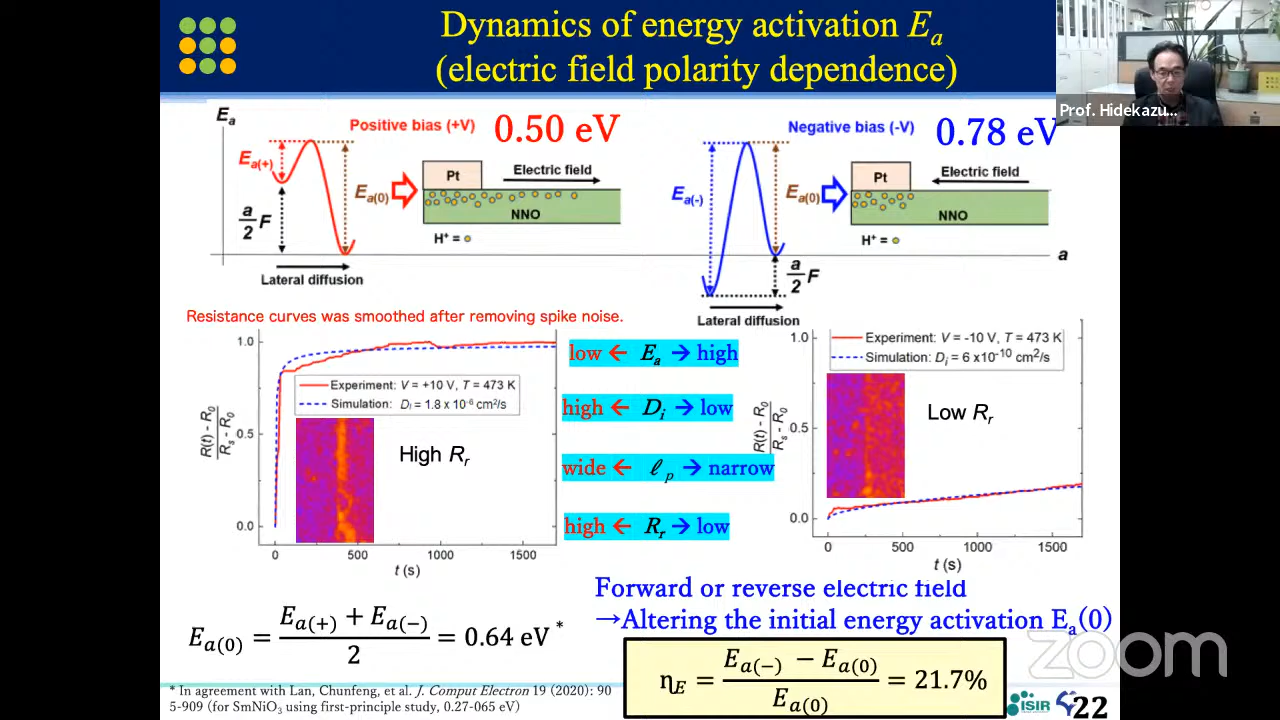 Dynamics of energy activation Eₐ
(electric field polarity dependence)
Prof. Hidekazu...
Eₐ
Positive bias (+V)
0.50 eV
Eₐ(+)
Eₐ(0)
a/2 F
Lateral diffusion
Pt
Electric field
NNO
H⁺ =
Negative bias (-V)
0.78 eV
Eₐ(-)
Eₐ(0)
a/2 F
Lateral diffusion
Pt
Electric field
NNO
H⁺ =
a
Resistance curves was smoothed after removing spike noise.
1.0
0.5
0.0
R(t) - R₀ / Rₛ - R₀
Experiment: V = +10 V, T = 473 K
Simulation: Dᵢ = 1.8 x 10⁻⁶ cm²/s
High Rᵣ
0 500 1000 1500
t (s)
low ← Eₐ → high
high ← Dᵢ → low
wide ← ℓₚ → narrow
high ← Rᵣ → low
1.0
0.5
0.0
R(t) - R₀ / Rₛ - R₀
Experiment: V = -10 V, T = 473 K
Simulation: Dᵢ = 6 x10⁻¹⁰ cm²/s
Low Rᵣ
0 500 1000 1500
t (s)
Eₐ(0) = Eₐ(+) + Eₐ(−) / 2 = 0.64 eV *
Forward or reverse electric field
→Altering the initial energy activation Eₐ(0)
η_E = Eₐ(−) − Eₐ(0) / Eₐ(0) = 21.7%
* In agreement with Lan, Chunfeng, et al. J. Comput Electron 19 (2020): 90
5-909 (for SmNiO₃ using first-principle study, 0.27-065 eV)
zoom
ISIR
22